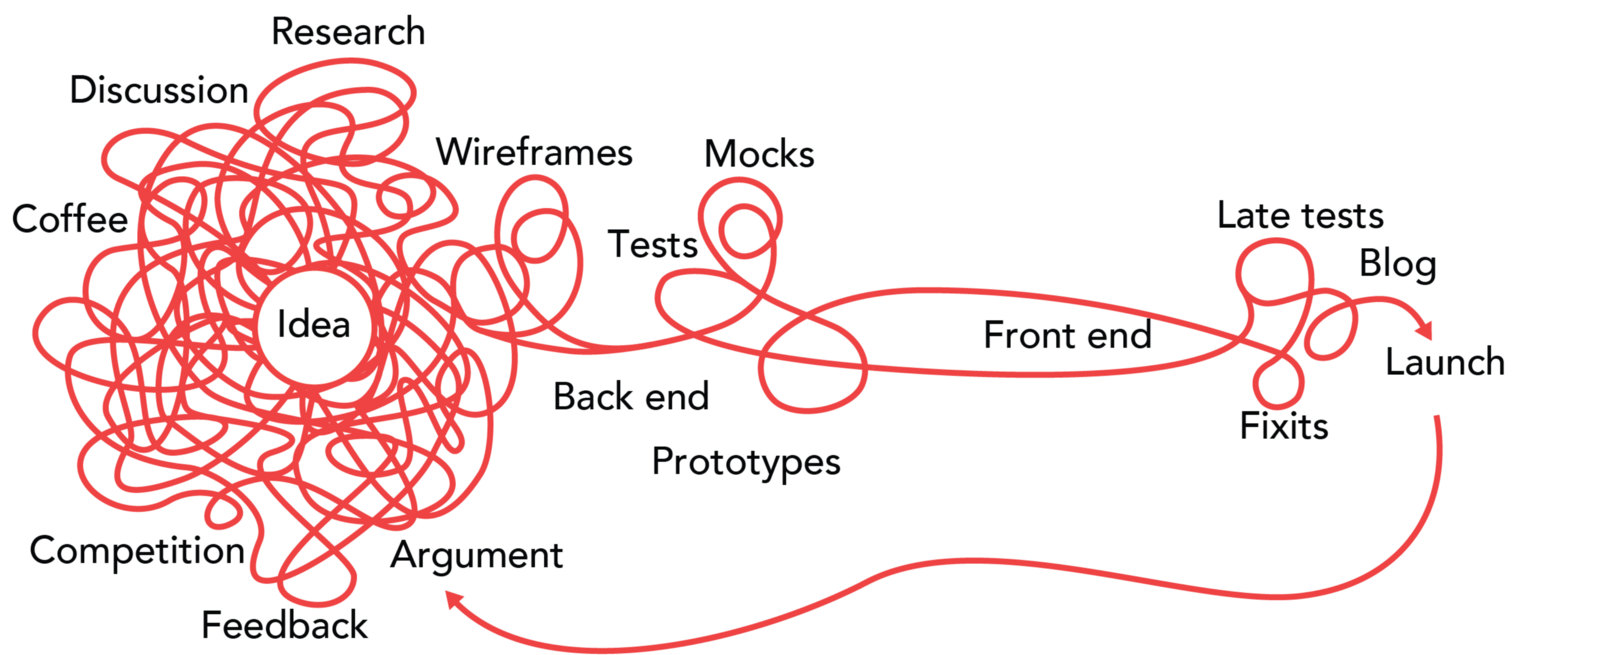 Research
Discussion
Wireframes
Mocks
Coffee
Tests
Late tests
Blog
Idea
Front end
Launch
Back end
Fixits
Prototypes
Competition
Argument
Feedback